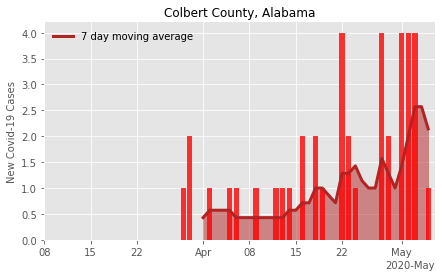 Colbert County, Alabama
7 day moving average
New Covid-19 Cases
4.0
3.5
3.0
2.5
2.0
1.5
1.0
0.5
0.0
08 15 22 Apr 08 15 22 May
2020-May